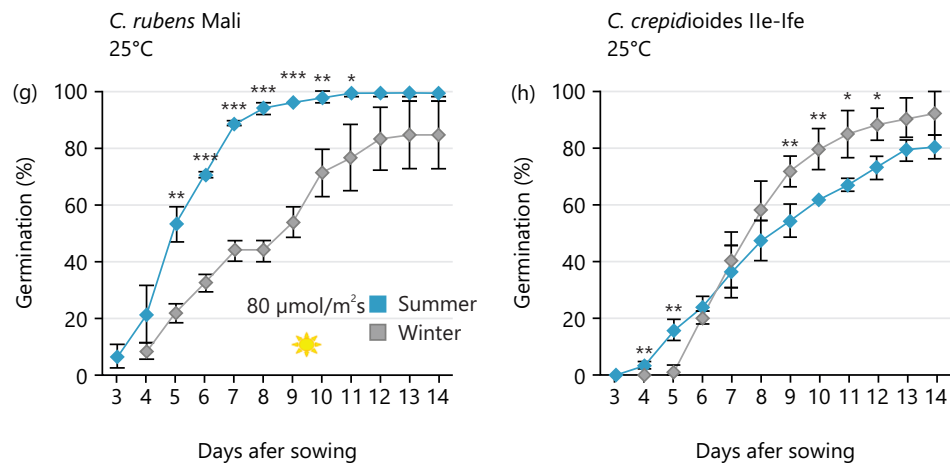 C. rubens Mali
25°C
(g)
Germination (%)
100
80
60
40
20
0
**
***
***
***
***
**
*
80 μmol/m²s
Summer
Winter
3 4 5 6 7 8 9 10 11 12 13 14
Days afer sowing
C. crepidioides IIe-Ife
25°C
(h)
Germination (%)
100
80
60
40
20
0
**
**
**
**
*
*
3 4 5 6 7 8 9 10 11 12 13 14
Days afer sowing